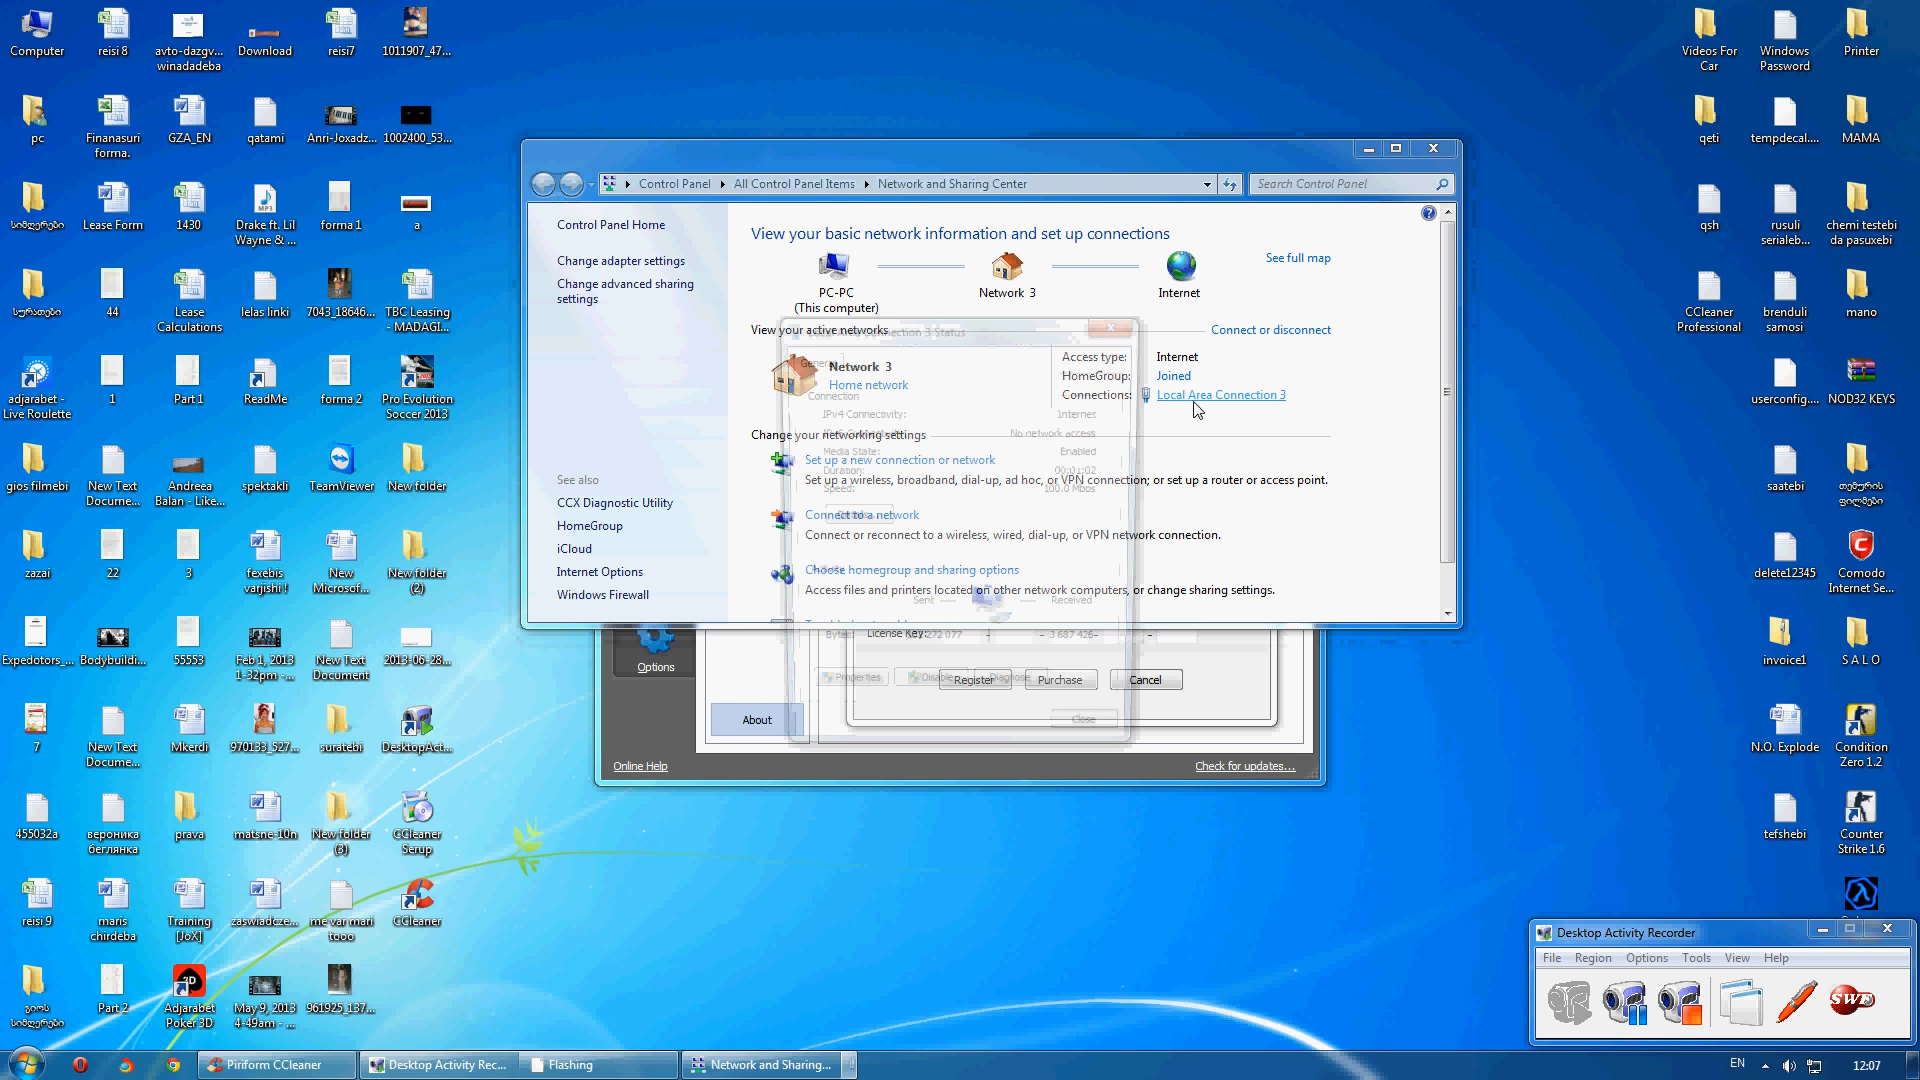 Computer
reisi 8
avto-dazgv...
winadadeba
Download
reisi7
1011907_47...
pc
Finanasuri
forma.
GZA_EN
qatami
Anri-Joxadz...
1002400_53...
სიმღერები
Lease Form
1430
Drake ft. Lil
Wayne & ...
forma 1
a
სურათები
44
Lease
Calculations
lelas linki
7043_18646...
TBC Leasing
- MADAGI...
adjarabet -
Live Roulette
1
Part 1
ReadMe
forma 2
Pro Evolution
Soccer 2013
gios filmebi
New Text
Docume...
Andreea
Balan - Like...
spektakli
TeamViewer
New folder
zazai
22
3
fexebis
varjishi !
New
Microsof...
New folder
(2)
Expedotors_...
Bodybuildi...
55553
Feb 1, 2013
1-32pm -...
New Text
Document
2013-06-28...
7
New Text
Docume...
Mkerdi
970133_527...
suratebi
DesktopAct...
455032a
вероника
беглянка
prava
matsne-10n
New folder
(3)
CCleaner
Serup
reisi 9
maris
chirdeba
Training
[JoX]
zaswiadcze...
me var mari
tooo
CCleaner
გიოს
სიმღერები
Part 2
Adjarabet
Poker 3D
May 9, 2013
4-49am - ...
961925_137...
Control Panel
All Control Panel Items
Network and Sharing Center
Search Control Panel
Control Panel Home
Change adapter settings
Change advanced sharing
settings
See also
CCX Diagnostic Utility
HomeGroup
iCloud
Internet Options
Windows Firewall
View your basic network information and set up connections
See full map
PC-PC
(This computer)
Network 3
Internet
View your active networks
Connect or disconnect
Network 3
Home network
Access type: Internet
HomeGroup: Joined
Connections: Local Area Connection 3
Change your networking settings
Set up a new connection or network
Set up a wireless, broadband, dial-up, ad hoc, or VPN connection; or set up a router or access point.
Connect to a network
Connect or reconnect to a wireless, wired, dial-up, or VPN network connection.
Choose homegroup and sharing options
Access files and printers located on other network computers, or change sharing settings.
Connection 3 Status
General
Connection
IPv4 Connectivity: Internet
No network access
Media State: Enabled
Duration: 00:01:02
Speed: 100.0 Mbps
Sent
Received
Bytes: 272 077
3 687 426
Properties
Disable
Diagnose
Close
License Key:
Register
Purchase
Cancel
Options
About
Online Help
Check for updates...
Videos For
Car
Windows
Password
Printer
qeti
tempdecal....
MAMA
qsh
rusuli
serialeb...
chemi testebi
da pasuxebi
CCleaner
Professional
brenduli
samosi
mano
userconfig....
NOD32 KEYS
saatebi
თემურის
ფილმები
delete12345
Comodo
Internet Se...
invoice1
S A L O
N.O. Explode
Condition
Zero 1.2
tefshebi
Counter
Strike 1.6
Desktop Activity Recorder
File
Region
Options
Tools
View
Help
SWF
Piriform CCleaner
Desktop Activity Rec...
Flashing
Network and Sharing...
EN
12:07